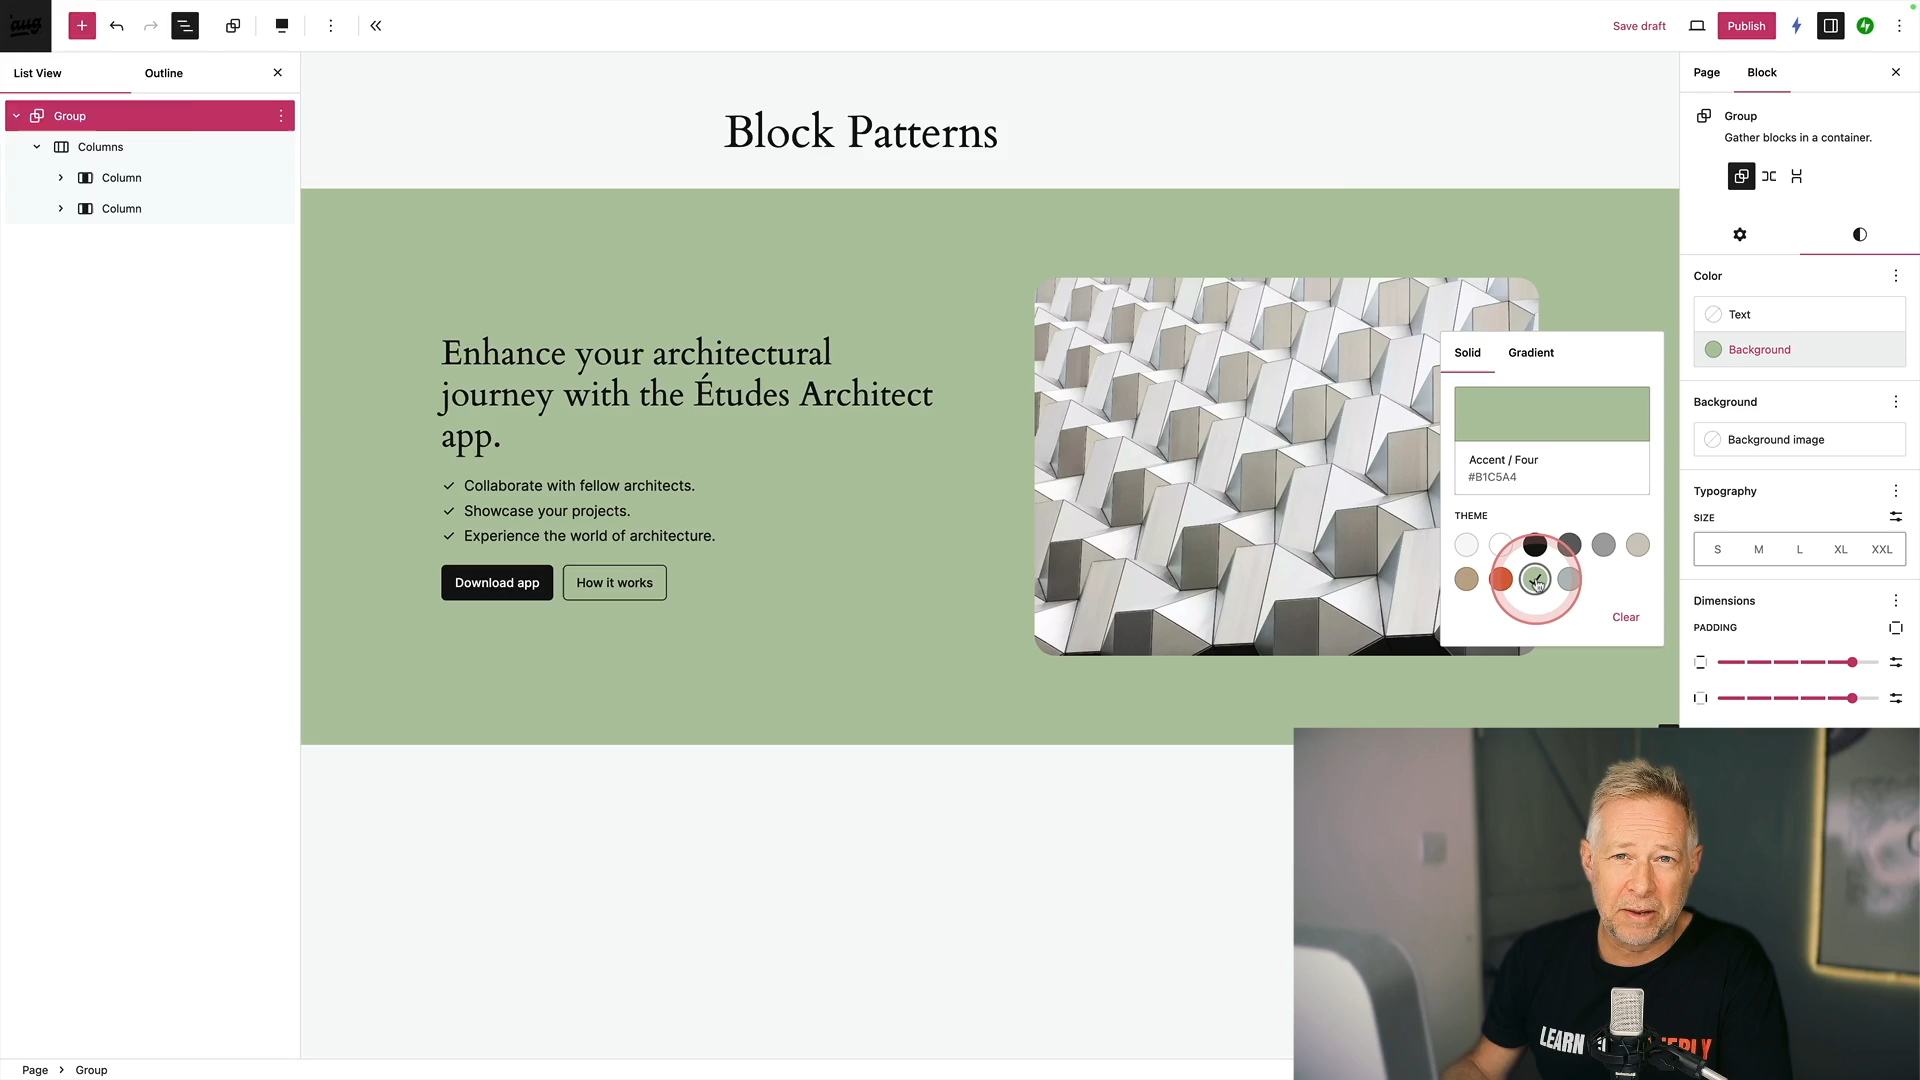 'aug
Save draft
Publish
List View
Outline
Group
Columns
Column
Column
Block Patterns
Enhance your architectural
journey with the Études Architect
app.
Collaborate with fellow architects.
Showcase your projects.
Experience the world of architecture.
Download app
How it works
Solid
Gradient
Accent / Four
#B1C5A4
THEME
Clear
Page
Block
Group
Gather blocks in a container.
Color
Text
Background
Background
Background image
Typography
SIZE
S
M
L
XL
XXL
Dimensions
PADDING
LEARN
Page
Group